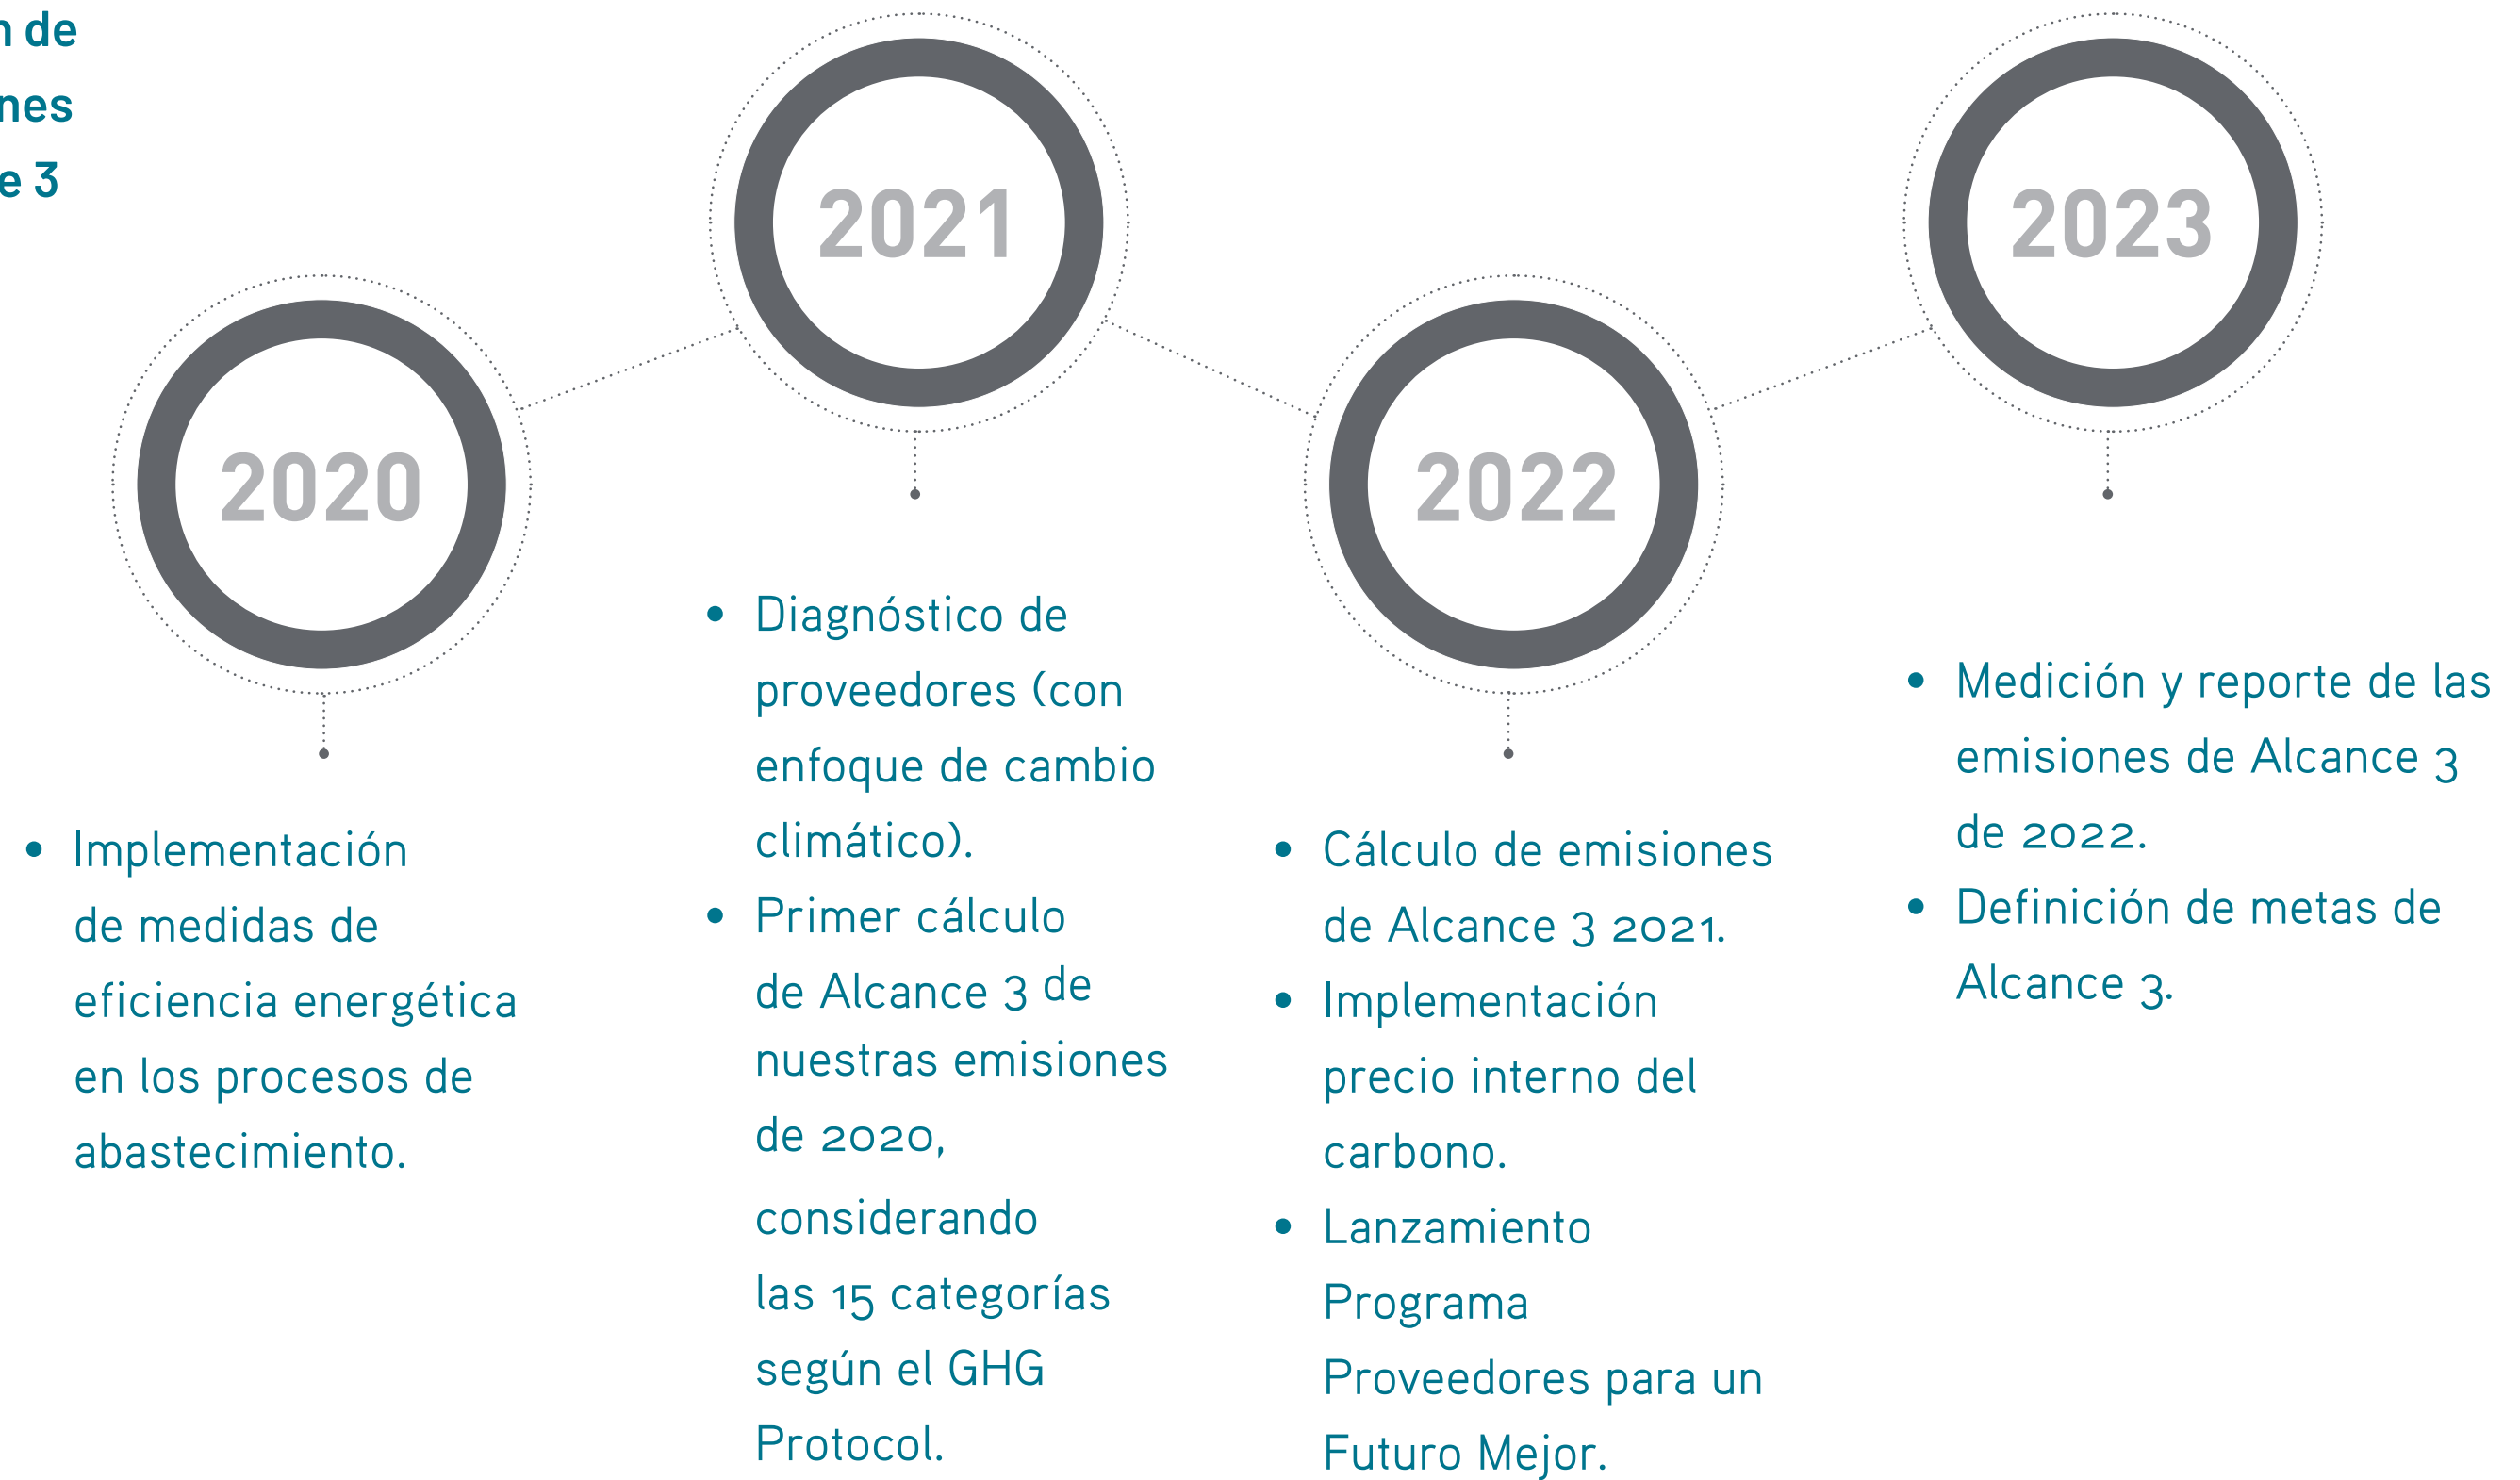 n de
nes
e 3
2020
• Implementación
de medidas de
eficiencia energética
en los procesos de
abastecimiento.
2021
• Diagnóstico de
proveedores (con
enfoque de cambio
climático).
• Primer cálculo
de Alcance 3 de
nuestras emisiones
de 2020,
considerando
las 15 categorías
según el GHG
Protocol.
2022
• Cálculo de emisiones
de Alcance 3 2021.
• Implementación
precio interno del
carbono.
• Lanzamiento
Programa
Proveedores para un
Futuro Mejor.
2023
• Medición y reporte de las
emisiones de Alcance 3
de 2022.
• Definición de metas de
Alcance 3.